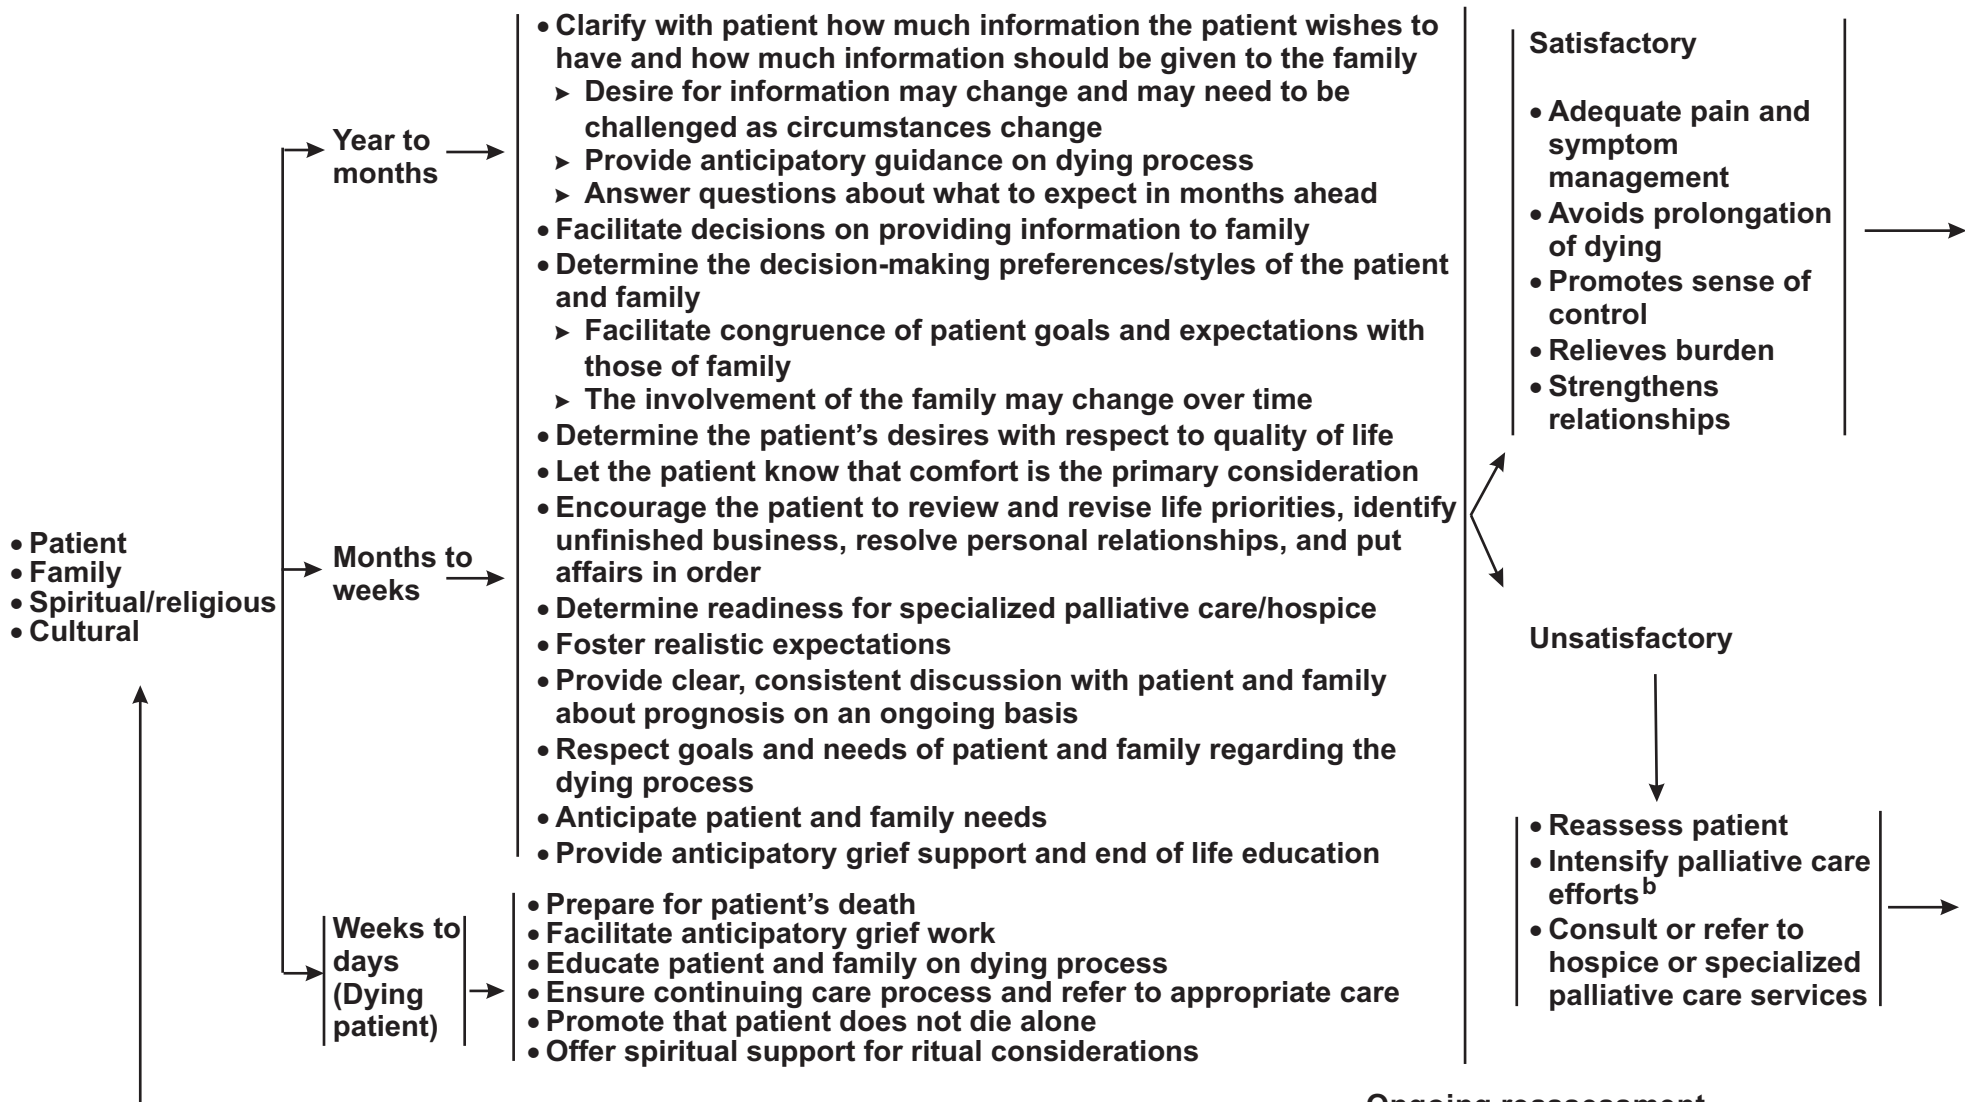 • Patient
• Family
• Spiritual/religious
• Cultural
Year to
months
Months to
weeks
Weeks to
days
(Dying
patient)
• Clarify with patient how much information the patient wishes to
have and how much information should be given to the family
➤ Desire for information may change and may need to be
challenged as circumstances change
➤ Provide anticipatory guidance on dying process
➤ Answer questions about what to expect in months ahead
• Facilitate decisions on providing information to family
• Determine the decision-making preferences/styles of the patient
and family
➤ Facilitate congruence of patient goals and expectations with
those of family
➤ The involvement of the family may change over time
• Determine the patient’s desires with respect to quality of life
• Let the patient know that comfort is the primary consideration
• Encourage the patient to review and revise life priorities, identify
unfinished business, resolve personal relationships, and put
affairs in order
• Determine readiness for specialized palliative care/hospice
• Foster realistic expectations
• Provide clear, consistent discussion with patient and family
about prognosis on an ongoing basis
• Respect goals and needs of patient and family regarding the
dying process
• Anticipate patient and family needs
• Provide anticipatory grief support and end of life education
• Prepare for patient’s death
• Facilitate anticipatory grief work
• Educate patient and family on dying process
• Ensure continuing care process and refer to appropriate care
• Promote that patient does not die alone
• Offer spiritual support for ritual considerations
Satisfactory
• Adequate pain and
symptom
management
• Avoids prolongation
of dying
• Promotes sense of
control
• Relieves burden
• Strengthens
relationships
Unsatisfactory
• Reassess patient
• Intensify palliative care
efforts b
• Consult or refer to
hospice or specialized
palliative care services
Ongoing reassessment